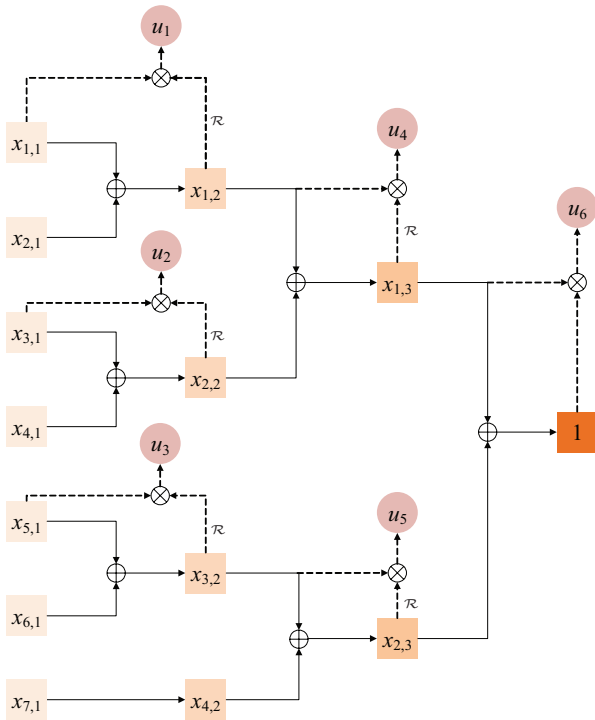 u1
x1,1
ℛ
x1,2
x2,1
u4
ℛ
x1,3
u2
x3,1
ℛ
x2,2
x4,1
u6
1
u3
x5,1
ℛ
x3,2
x6,1
u5
ℛ
x2,3
x7,1
x4,2